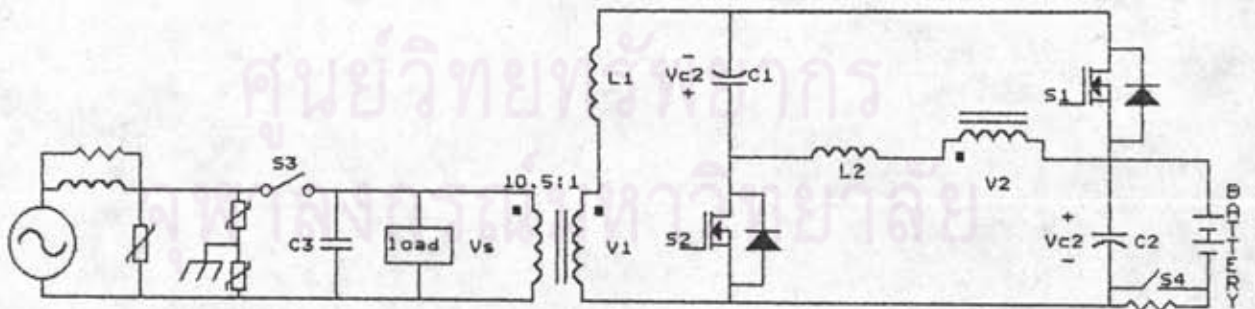 ศูนย์วิทยทรัพยากร
จุฬาลงกรณ์มหาวิทยาลัย
L1
-
Vc2
+
C1
S1
S3
10.5:1
L2
V2
C3
load
Vs
V1
S2
+
Vc2
-
C2
S4
BATTERY